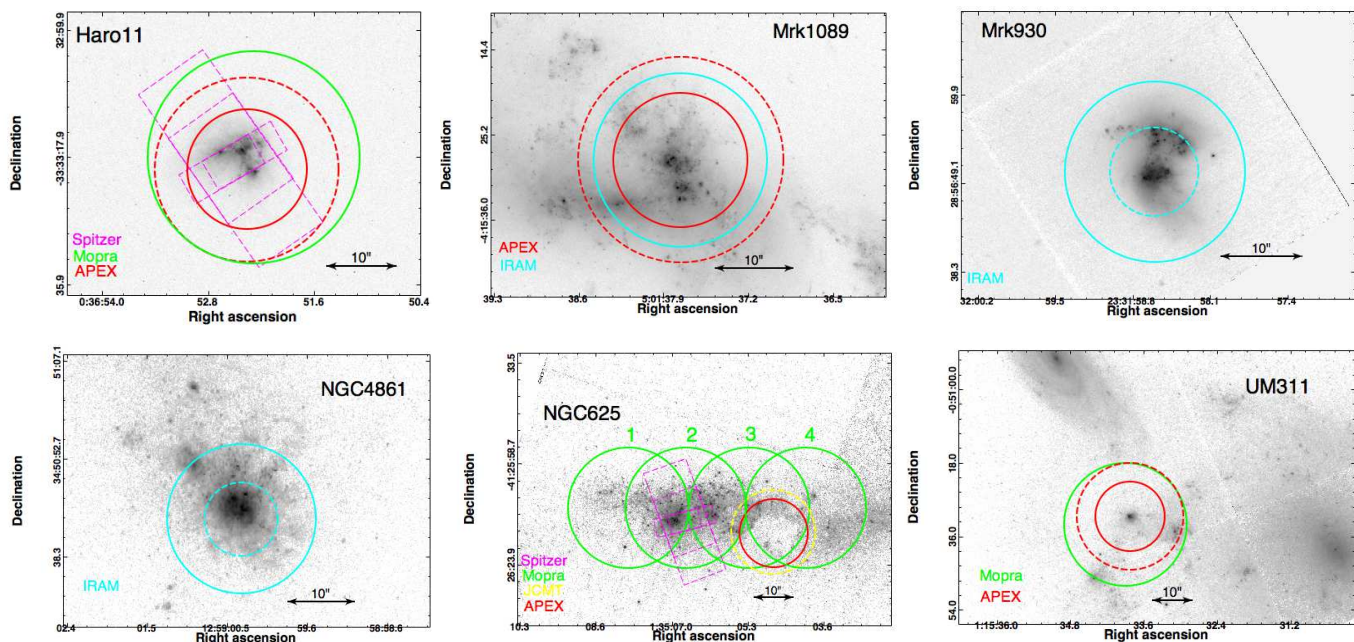 Haro11
32:59.9
-33:33:17.9
35.9
Declination
Spitzer
Mopra
APEX
10"
0:36:54.0 52.8 51.6 50.4
Right ascension
Mrk1089
14.4
25.2
-4:15:36.0
Declination
APEX
IRAM
10"
39.3 38.6 5:01:37.9 37.2 36.5
Right ascension
Mrk930
59.9
28:56:49.1
38.3
Declination
IRAM
10"
32:00.2 59.5 23:31:58.8 58.1 57.4
Right ascension
NGC4861
51:07.1
34:50:52.7
38.3
Declination
IRAM
10"
02.4 01.5 12:59:00.5 59.6 58:58.6
Right ascension
NGC625
1 2 3 4
33.5
-41:25:58.7
26:23.9
Declination
Spitzer
Mopra
JCMT
APEX
10"
10.3 08.6 1:35:07.0 05.3 03.6
Right ascension
UM311
-0:51:00.0
18.0
36.0
54.0
Declination
Mopra
APEX
10"
1:15:36.0 34.8 33.6 32.4 31.2
Right ascension